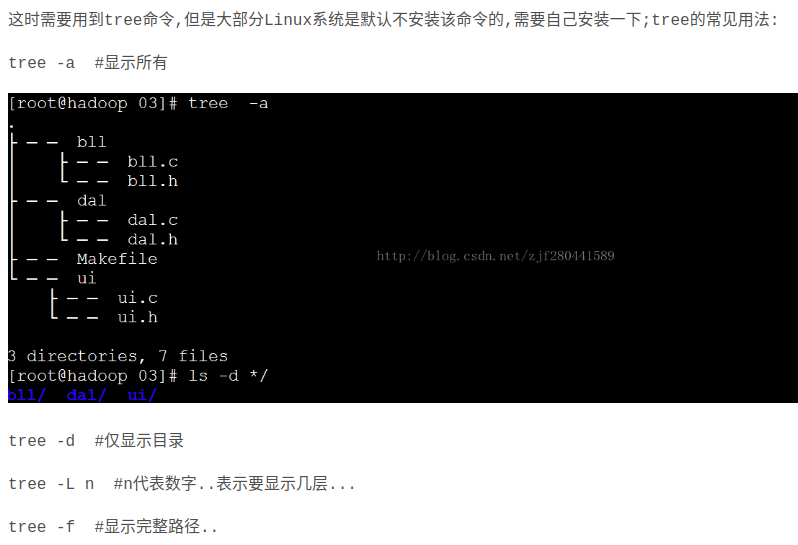 这时需要用到tree命令,但是大部分Linux系统是默认不安装该命令的,需要自己安装一下;tree的常见用法:
tree -a  #显示所有
[root@hadoop 03]# tree  -a
.
├── bll
│   ├── bll.c
│   └── bll.h
├── dal
│   ├── dal.c
│   └── dal.h
├── Makefile
└── ui
    ├── ui.c
    └── ui.h
http://blog.csdn.net/zjf280441589
3 directories, 7 files
[root@hadoop 03]# ls -d */
bll/  dal/  ui/
tree -d  #仅显示目录
tree -L n  #n代表数字..表示要显示几层...
tree -f  #显示完整路径..